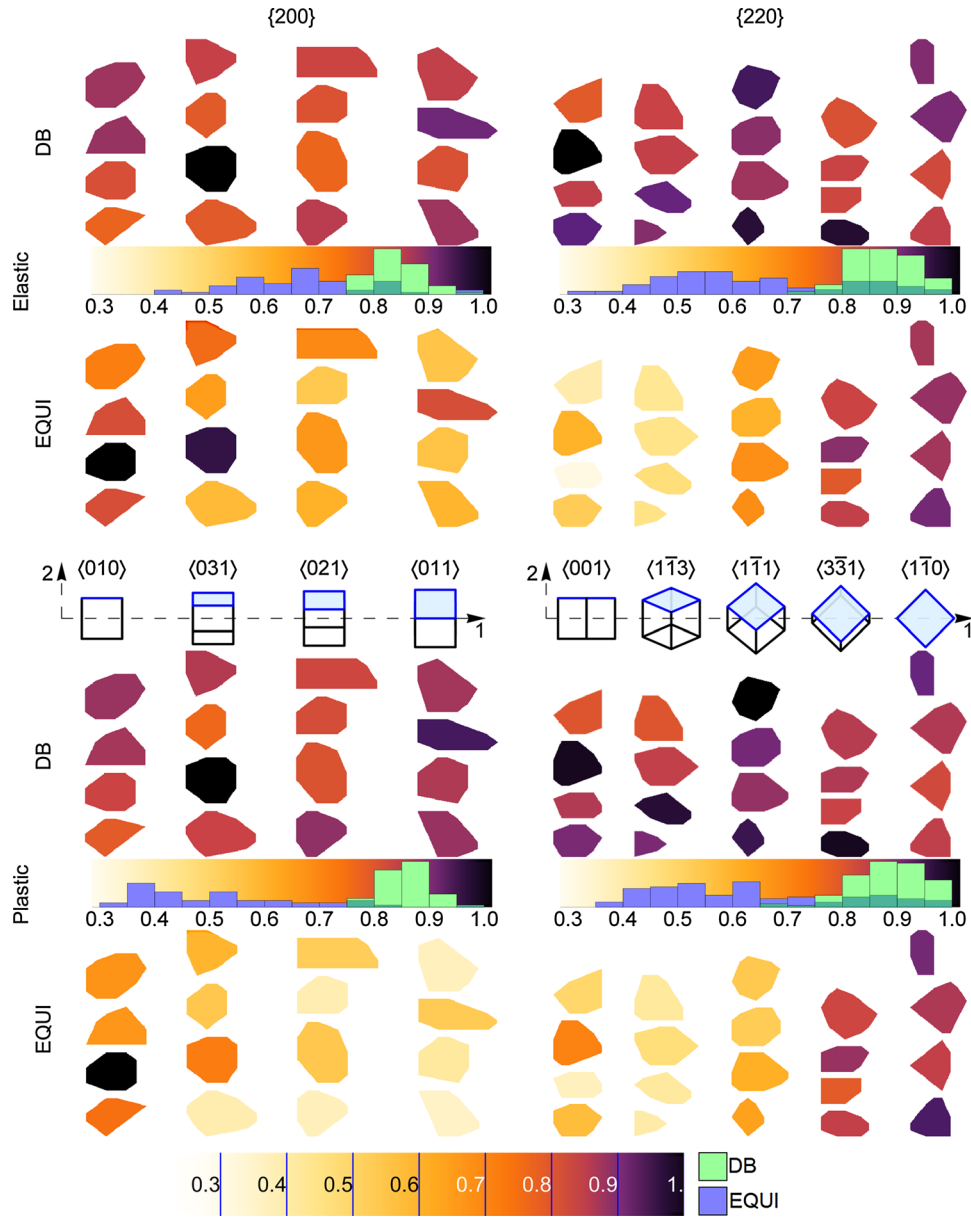 {200} {220}
DB
Elastic
0.3 0.4 0.5 0.6 0.7 0.8 0.9 1.0 0.3 0.4 0.5 0.6 0.7 0.8 0.9 1.0
EQUI
2 ⟨010⟩ ⟨031⟩ ⟨021⟩ ⟨011⟩ 1 2 ⟨001⟩ ⟨11̄3⟩ ⟨11̄1⟩ ⟨33̄1⟩ ⟨11̄0⟩ 1
DB
Plastic
0.3 0.4 0.5 0.6 0.7 0.8 0.9 1.0 0.3 0.4 0.5 0.6 0.7 0.8 0.9 1.0
EQUI
0.3 0.4 0.5 0.6 0.7 0.8 0.9 1. DB
EQUI